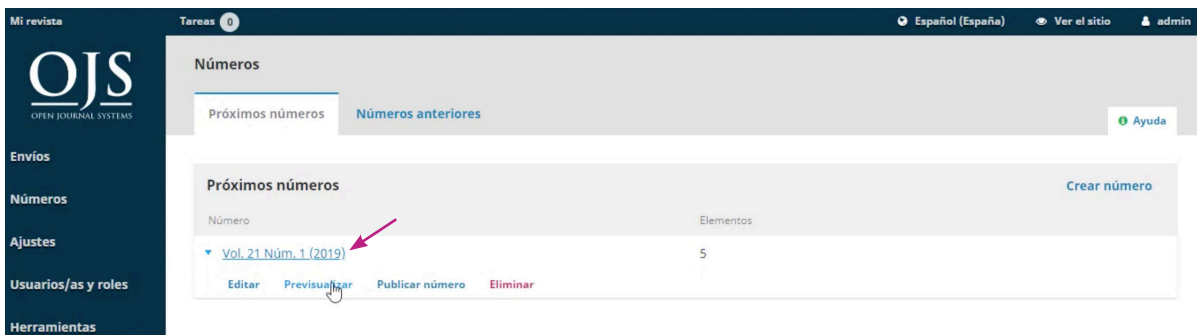 Mi revista
Tareas 0
Español (España)
Ver el sitio
admin
OJS
OPEN JOURNAL SYSTEMS
Envíos
Números
Ajustes
Usuarios/as y roles
Herramientas
Números
Próximos números
Números anteriores
Ayuda
Próximos números
Crear número
Número
Elementos
Vol. 21 Núm. 1 (2019)
5
Editar
Previsualizar
Publicar número
Eliminar